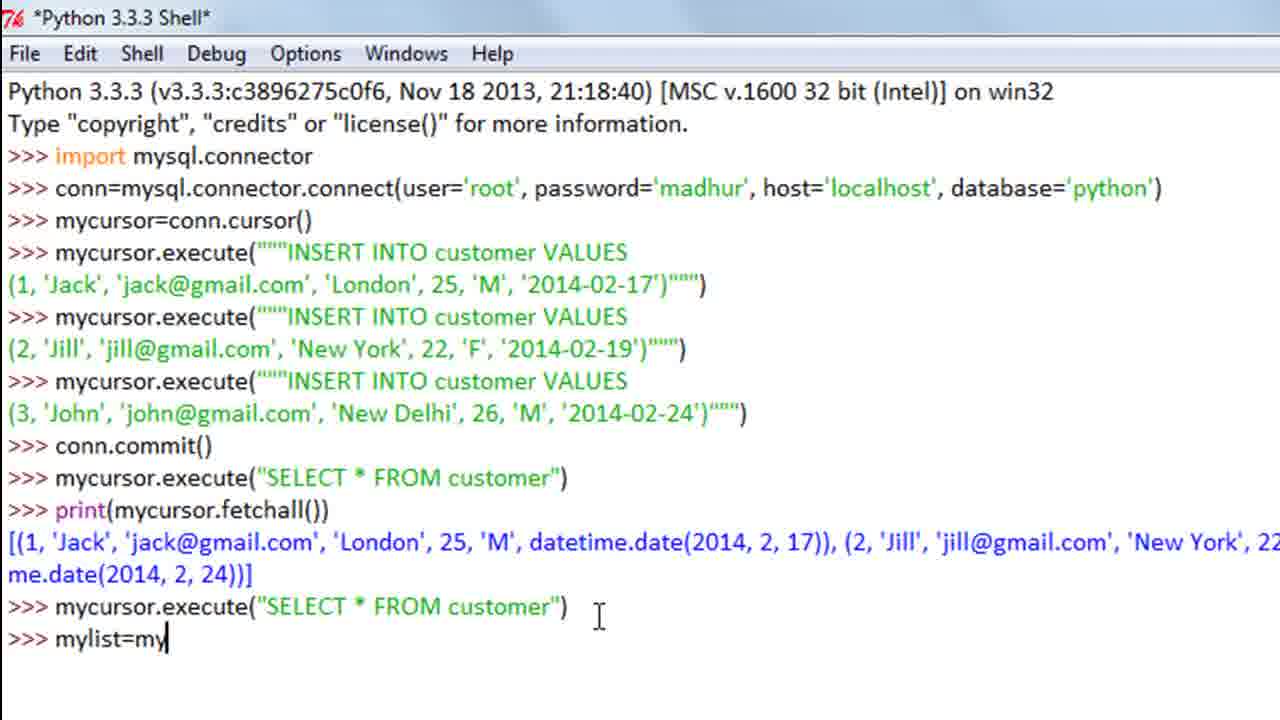 *Python 3.3.3 Shell*
File Edit Shell Debug Options Windows Help
Python 3.3.3 (v3.3.3:c3896275c0f6, Nov 18 2013, 21:18:40) [MSC v.1600 32 bit (Intel)] on win32
Type "copyright", "credits" or "license()" for more information.
>>> import mysql.connector
>>> conn=mysql.connector.connect(user='root', password='madhur', host='localhost', database='python')
>>> mycursor=conn.cursor()
>>> mycursor.execute("""INSERT INTO customer VALUES
(1, 'Jack', 'jack@gmail.com', 'London', 25, 'M', '2014-02-17')""")
>>> mycursor.execute("""INSERT INTO customer VALUES
(2, 'Jill', 'jill@gmail.com', 'New York', 22, 'F', '2014-02-19')""")
>>> mycursor.execute("""INSERT INTO customer VALUES
(3, 'John', 'john@gmail.com', 'New Delhi', 26, 'M', '2014-02-24')""")
>>> conn.commit()
>>> mycursor.execute("SELECT * FROM customer")
>>> print(mycursor.fetchall())
[(1, 'Jack', 'jack@gmail.com', 'London', 25, 'M', datetime.date(2014, 2, 17)), (2, 'Jill', 'jill@gmail.com', 'New York', 22
me.date(2014, 2, 24))]
>>> mycursor.execute("SELECT * FROM customer")
>>> mylist=my